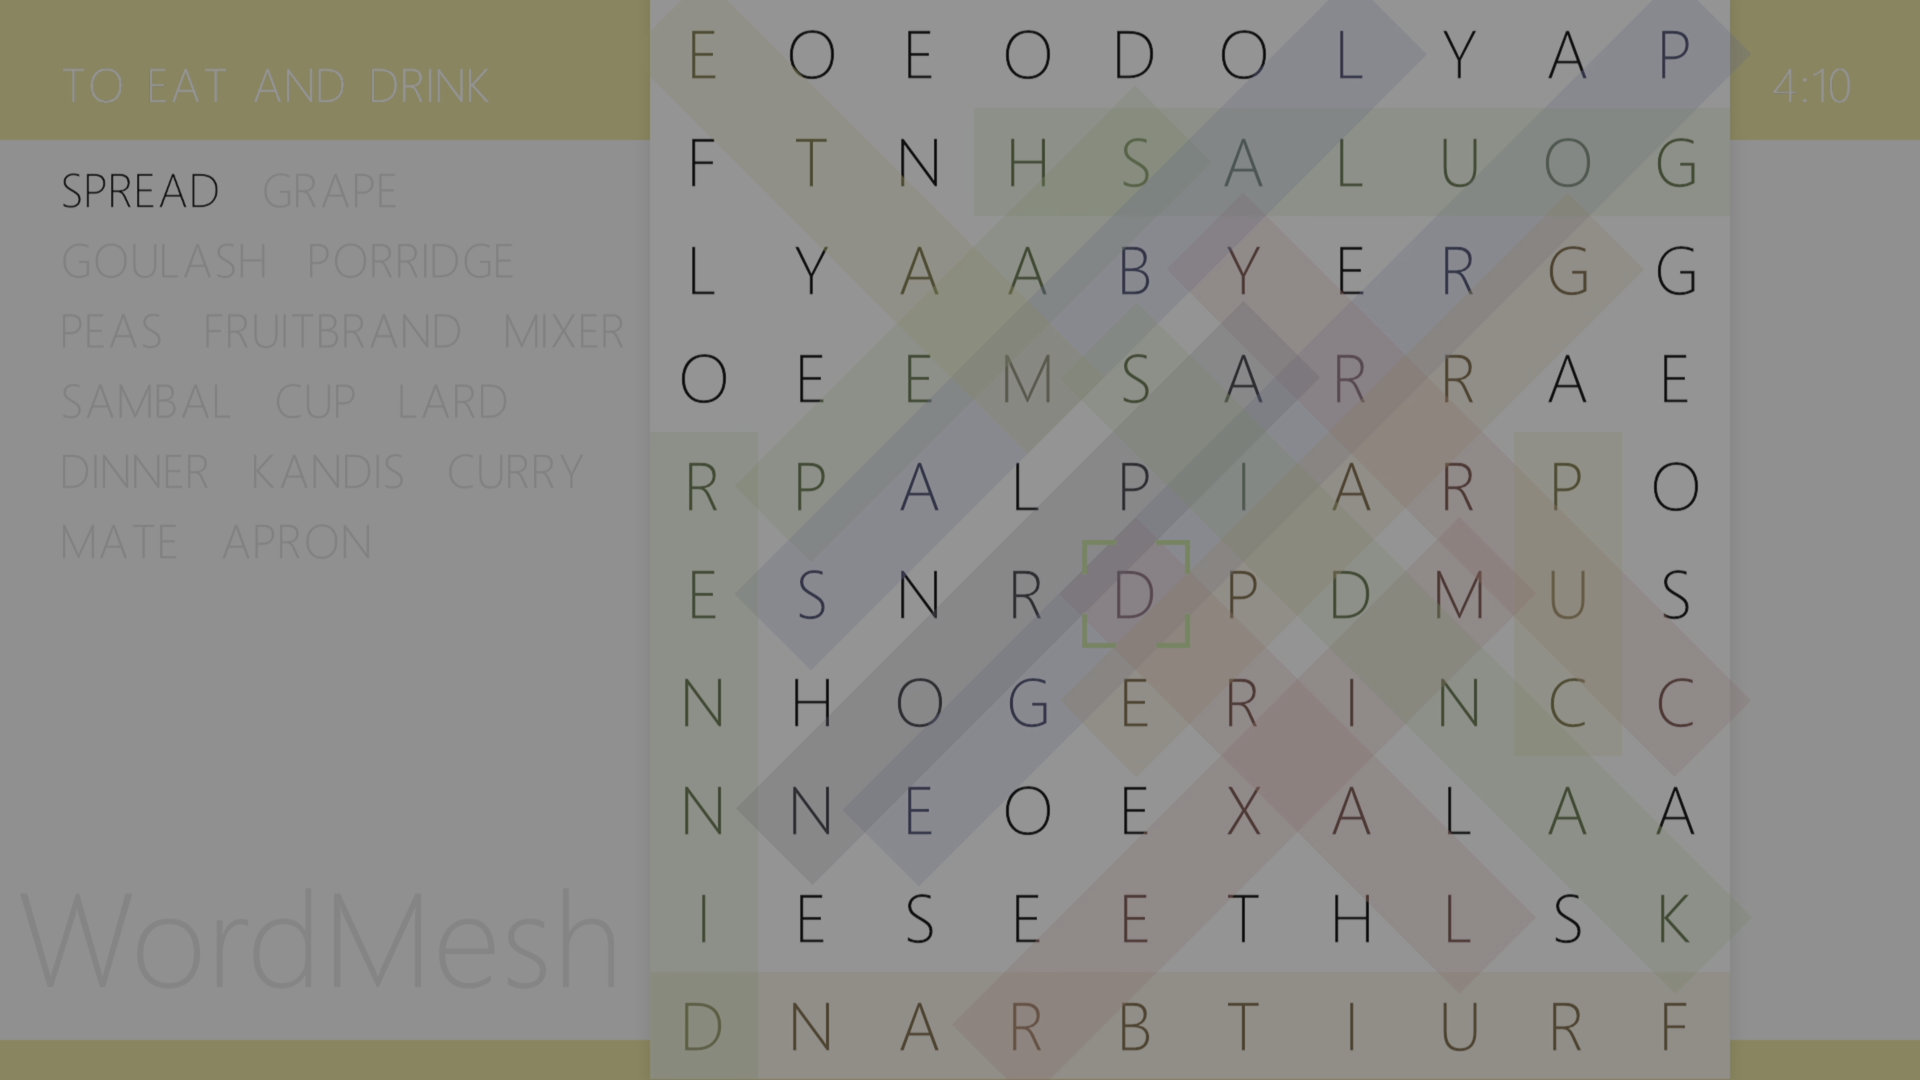 TO EAT AND DRINK
4:10
SPREAD GRAPE
GOULASH PORRIDGE
PEAS FRUITBRAND MIXER
SAMBAL CUP LARD
DINNER KANDIS CURRY
MATE APRON
WordMesh
E O E O D O L Y A P
F T N H S A L U O G
L Y A A B Y E R G G
O E E M S A R R A E
R P A L P I A R P O
E S N R D P D M U S
N H O G E R I N C C
N N E O E X A L A A
I E S E E T H L S K
D N A R B T I U R F